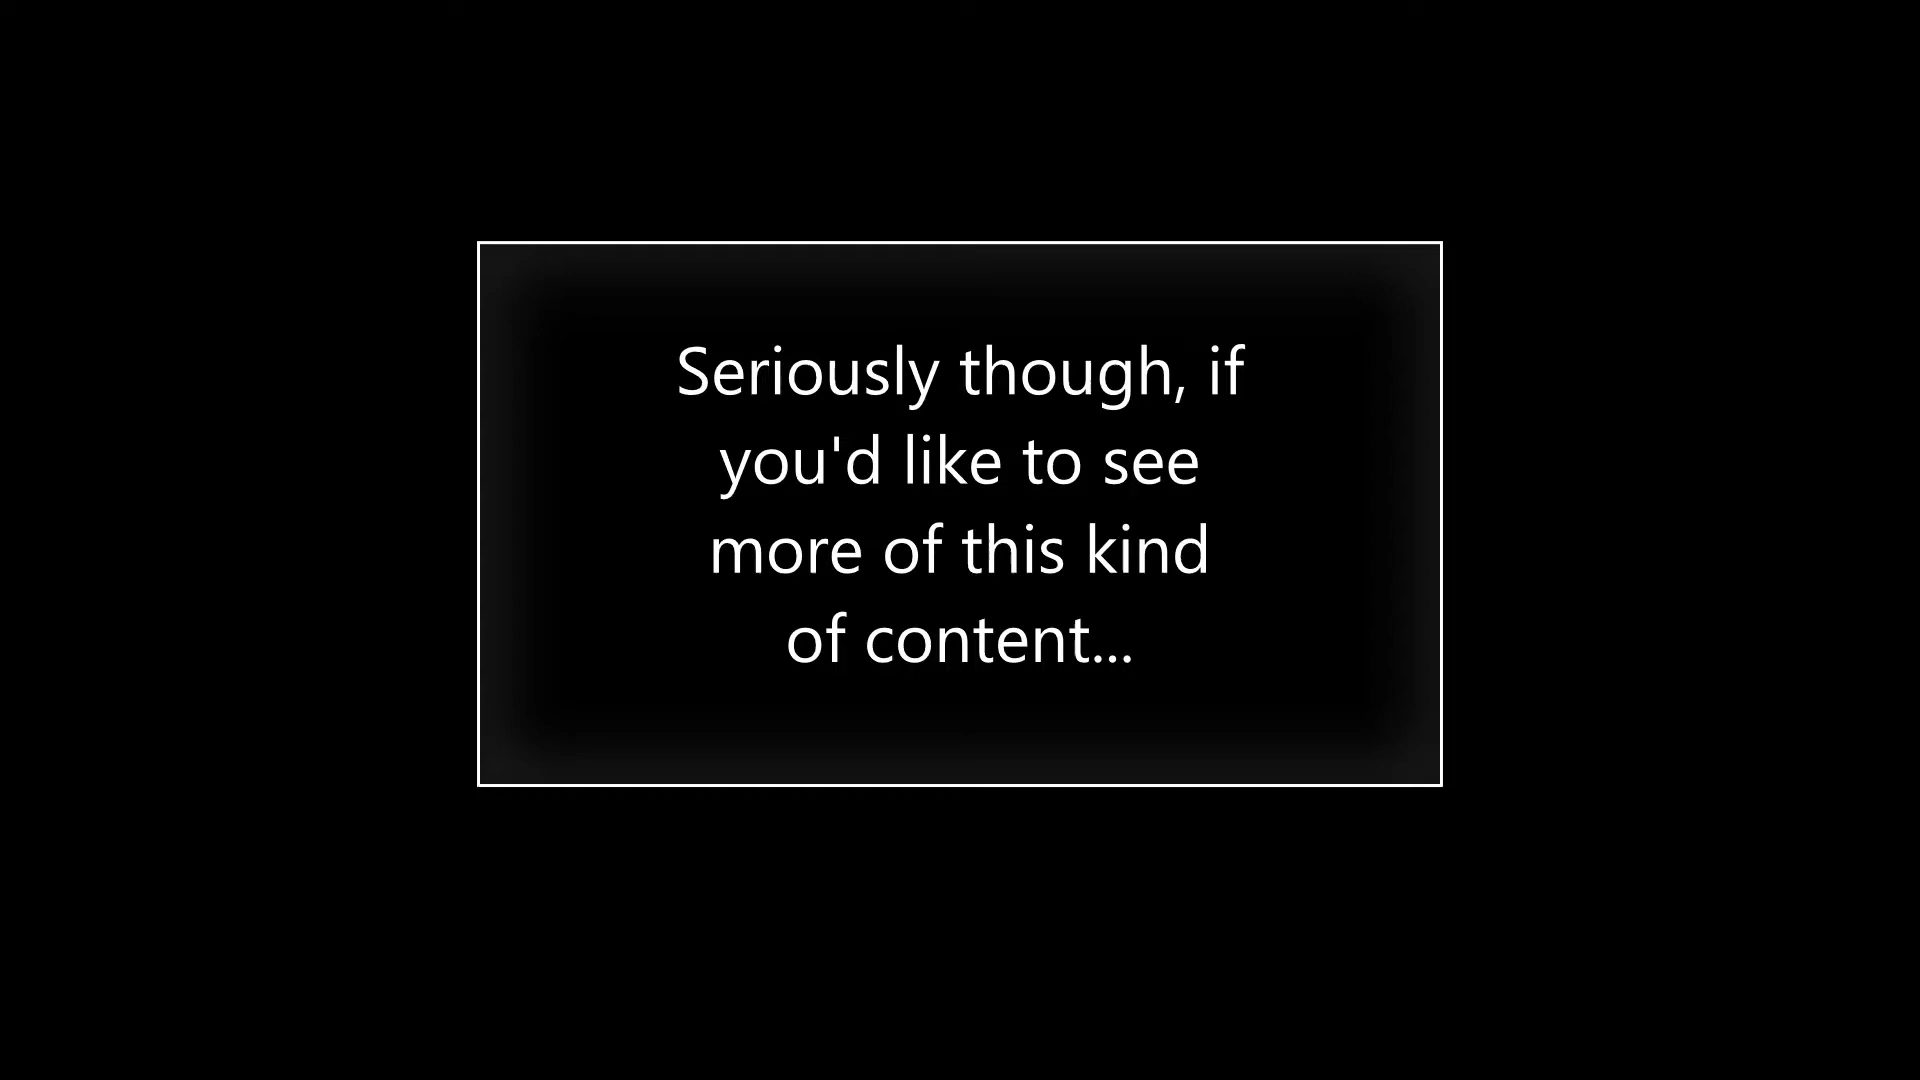 Seriously though, if
you'd like to see
more of this kind
of content...